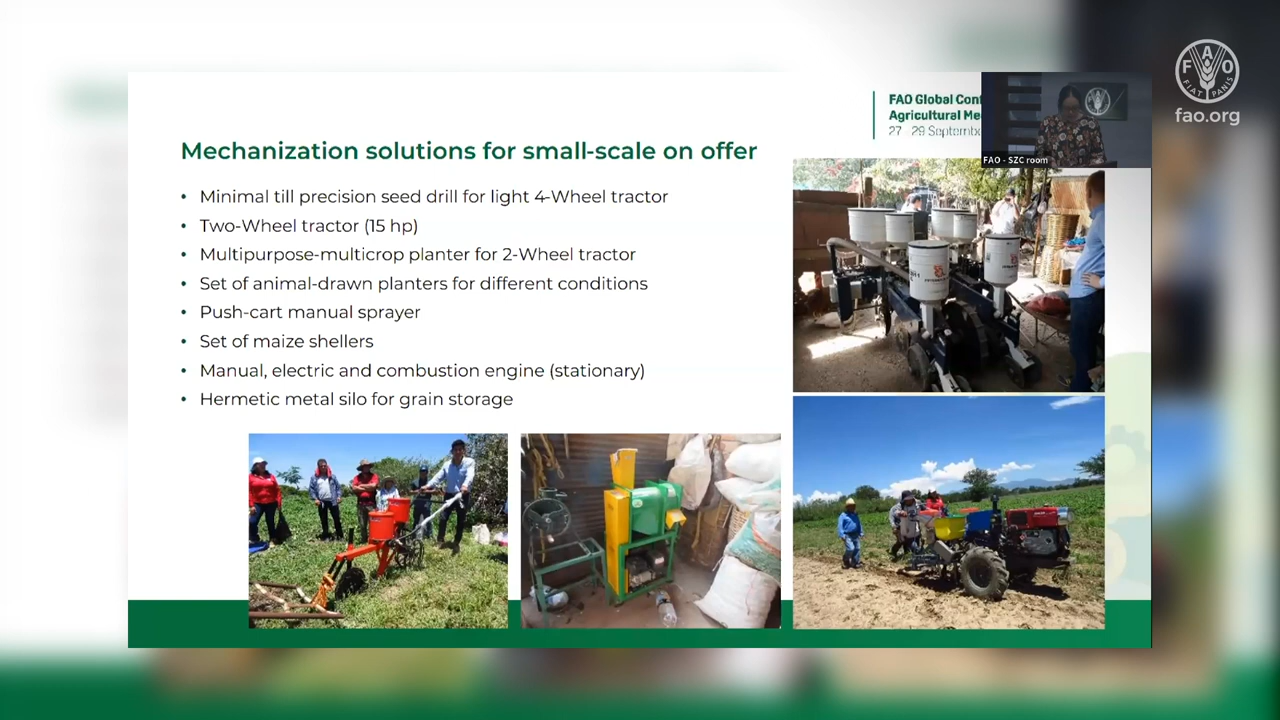 FAO
FIAT PANIS
fao.org
FAO Global Con
Agricultural Me
27 29 Septembe
FAO - SZC room
Mechanization solutions for small-scale on offer
• Minimal till precision seed drill for light 4-Wheel tractor
• Two-Wheel tractor (15 hp)
• Multipurpose-multicrop planter for 2-Wheel tractor
• Set of animal-drawn planters for different conditions
• Push-cart manual sprayer
• Set of maize shellers
• Manual, electric and combustion engine (stationary)
• Hermetic metal silo for grain storage